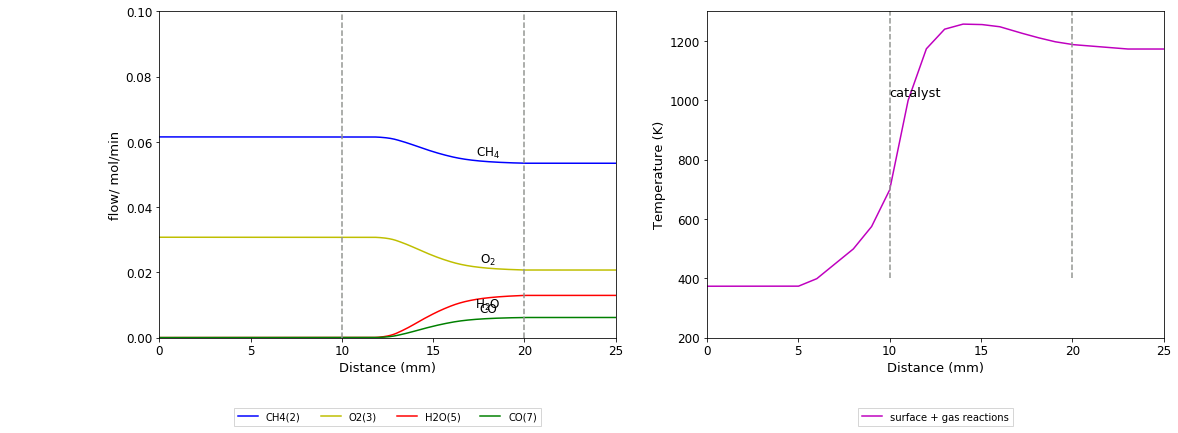 0.10
0.08
0.06
0.04
0.02
0.00
flow/ mol/min
CH₄
O₂
H₂O
CO
0 5 10 15 20 25
Distance (mm)
CH4(2) O2(3) H2O(5) CO(7)
1200
1000
800
600
400
200
Temperature (K)
catalyst
0 5 10 15 20 25
Distance (mm)
surface + gas reactions